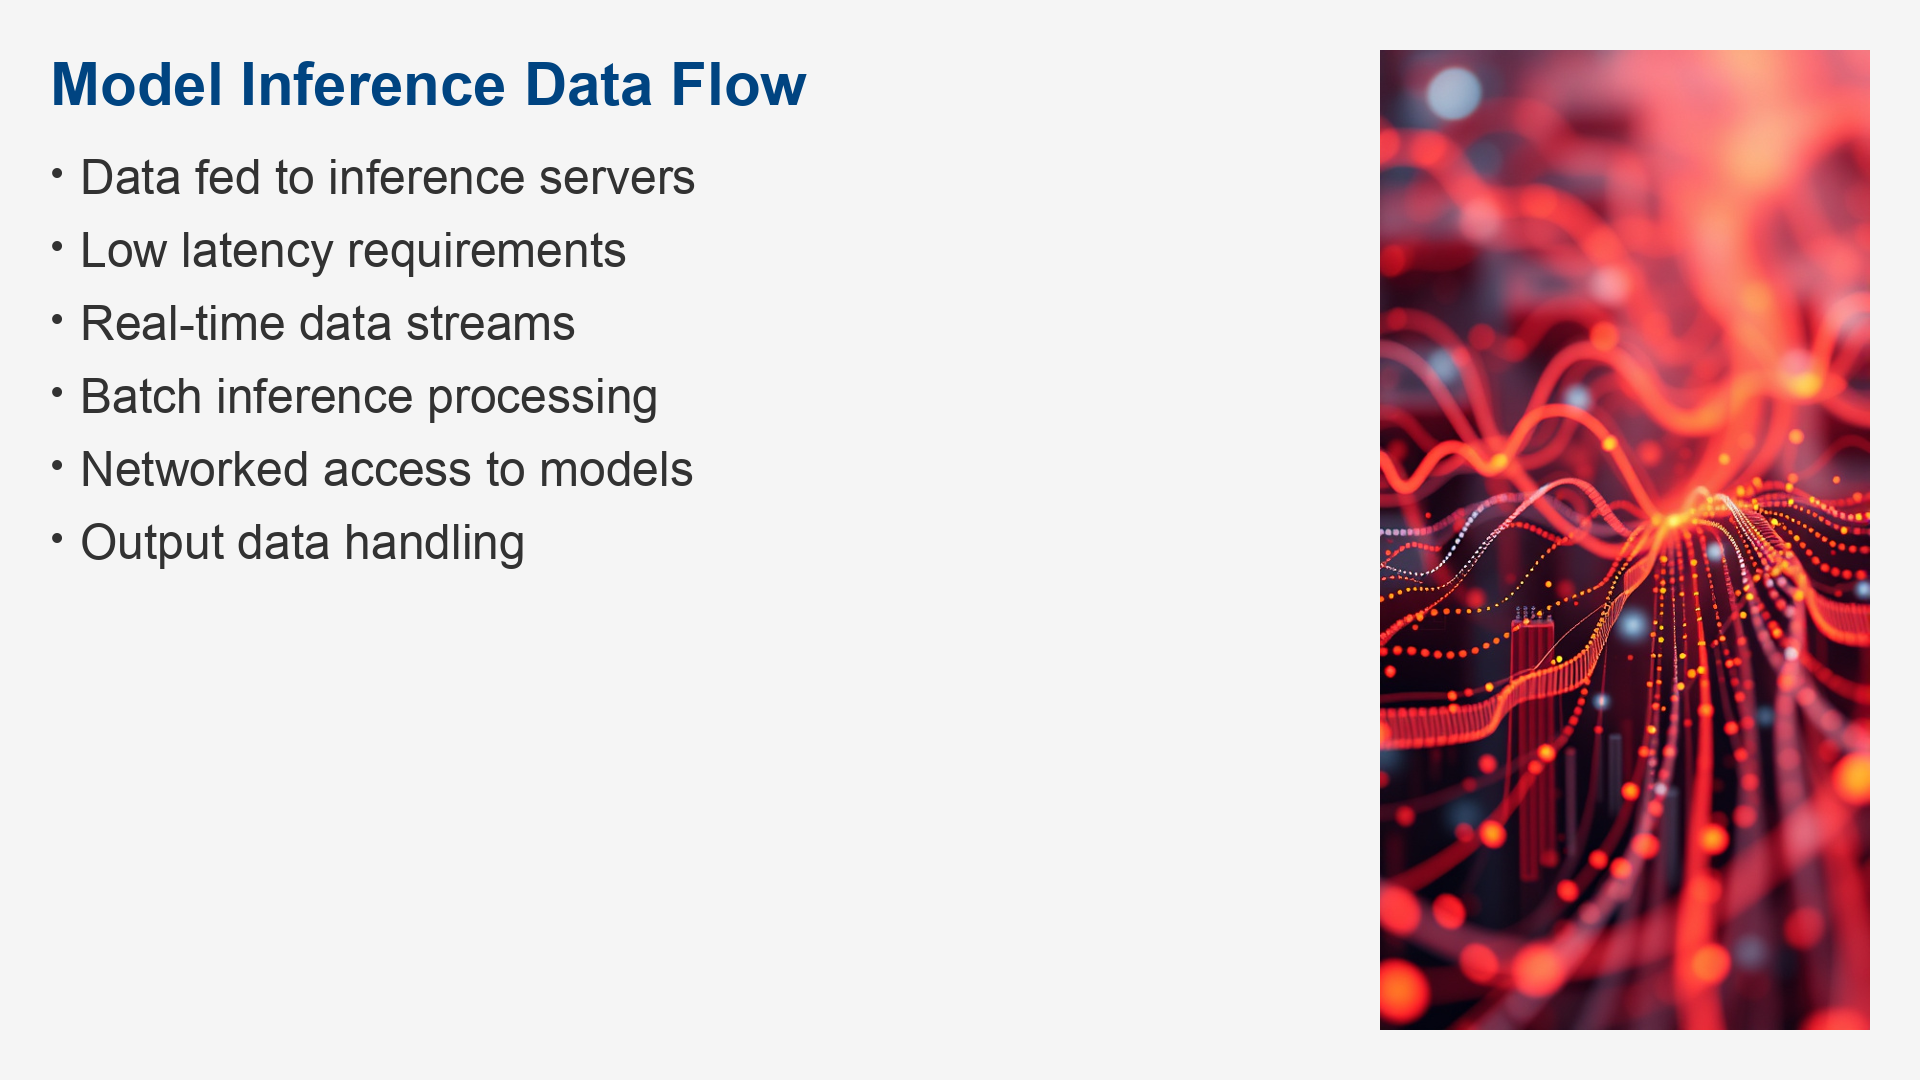 Model Inference Data Flow
• Data fed to inference servers
• Low latency requirements
• Real-time data streams
• Batch inference processing
• Networked access to models
• Output data handling